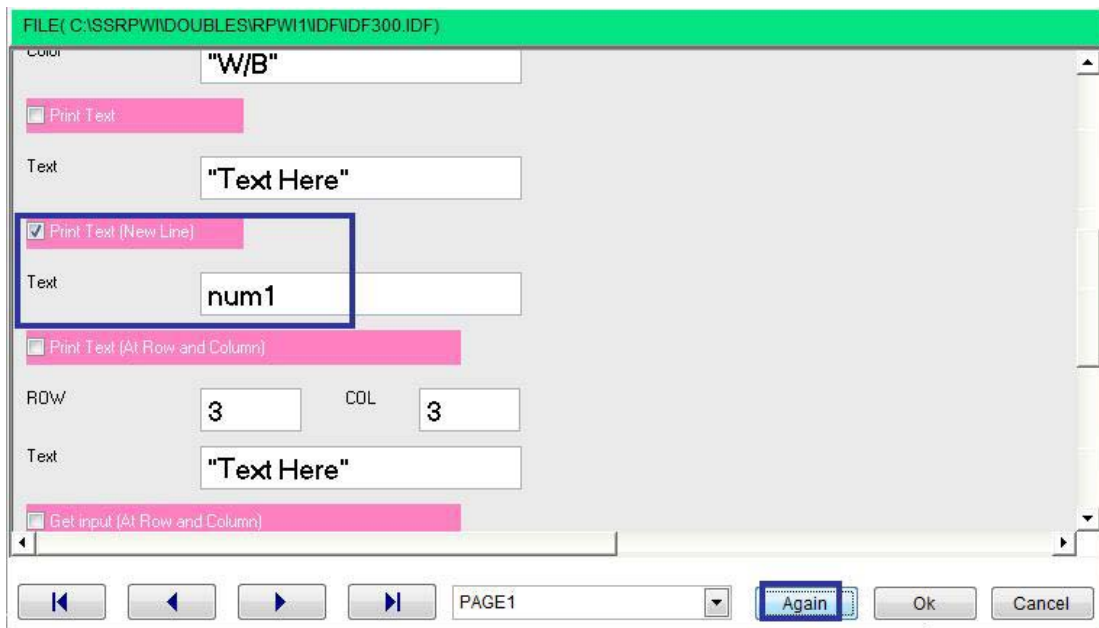 FILE( C:\SSRPWI\DOUBLES\RPWI1\IDF\IDF300.IDF)
Color
"W/B"
Print Text
Text
"Text Here"
Print Text (New Line)
Text
num1
Print Text (At Row and Column)
ROW 3 COL 3
Text
"Text Here"
Get input (At Row and Column)
PAGE1 Again Ok Cancel